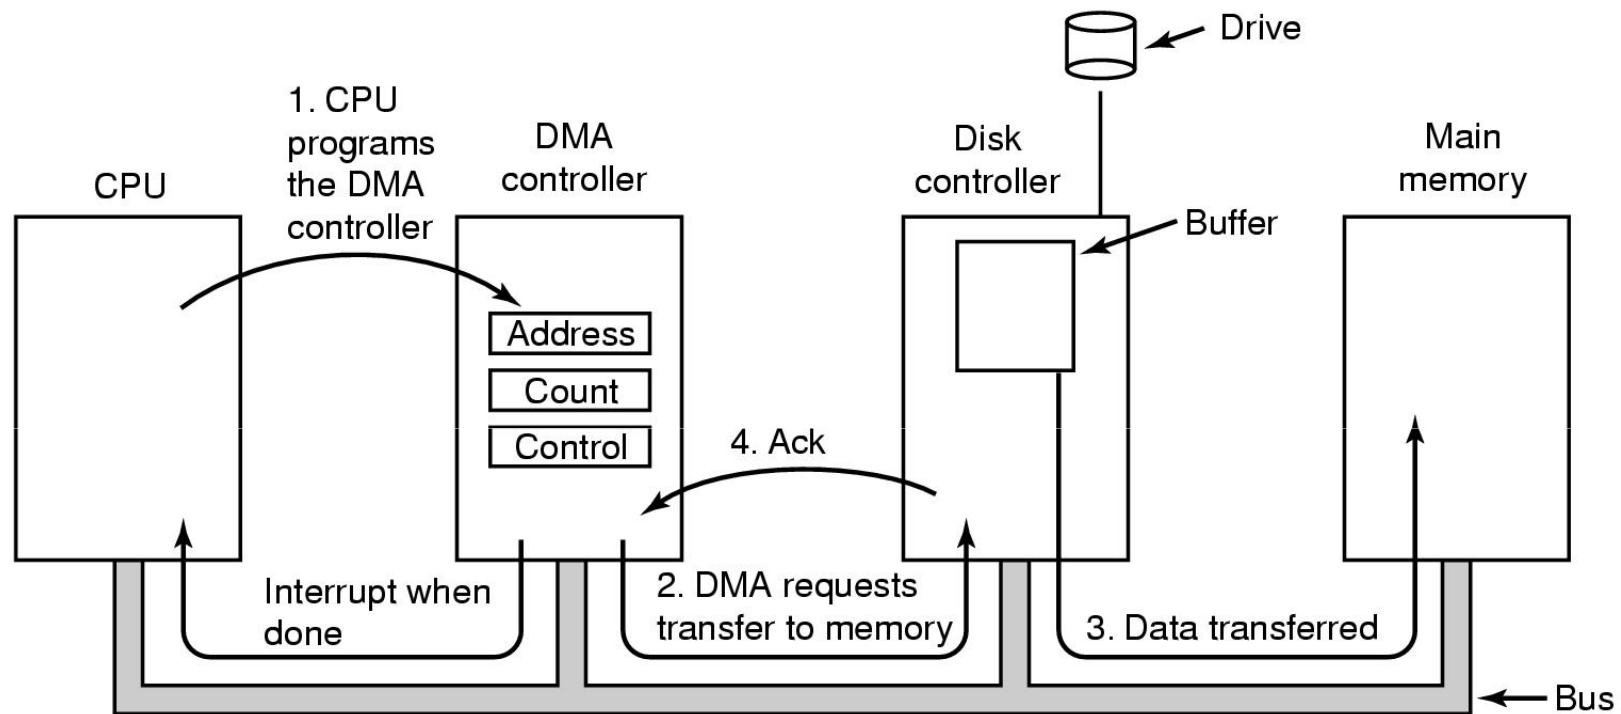 Drive
1. CPU
programs
the DMA
controller
CPU
DMA
controller
Disk
controller
Main
memory
Buffer
Address
Count
Control
4. Ack
Interrupt when
done
2. DMA requests
transfer to memory
3. Data transferred
Bus